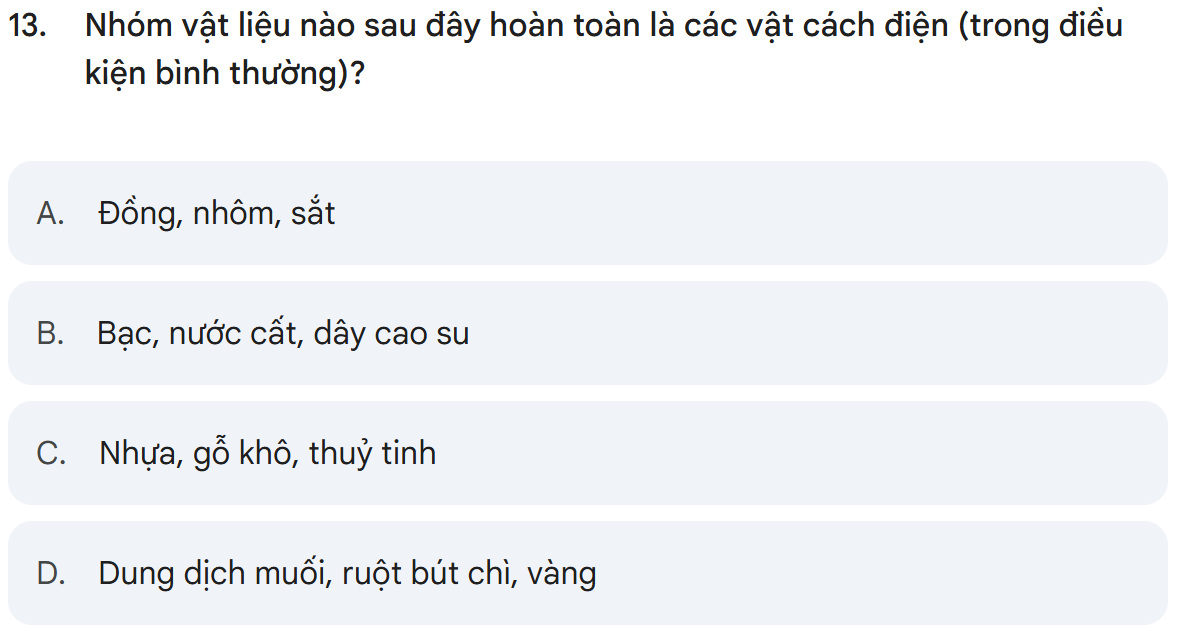 13. Nhóm vật liệu nào sau đây hoàn toàn là các vật cách điện (trong điều
kiện bình thường)?
A. Đồng, nhôm, sắt
B. Bạc, nước cất, dây cao su
C. Nhựa, gỗ khô, thuỷ tinh
D. Dung dịch muối, ruột bút chì, vàng